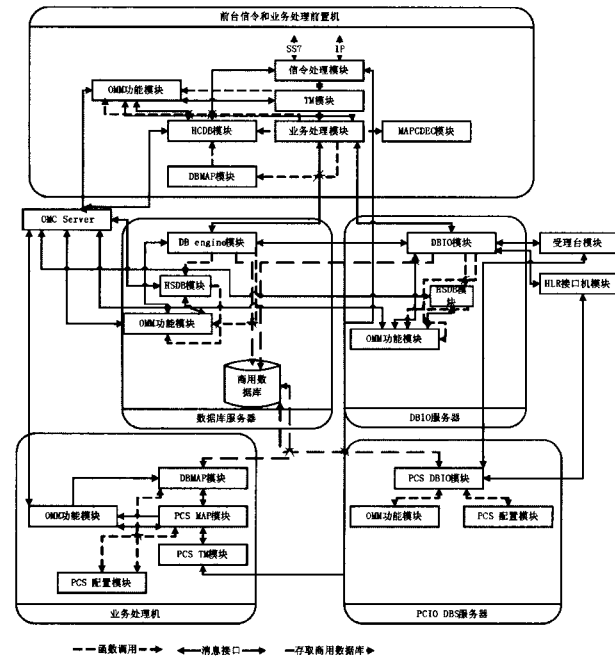 前台信令和业务处理前置机
SS7 IP
信令处理模块
OMM功能模块
TM模块
HCDB模块
业务处理模块
MAPCDEC模块
DBMAP模块
OMC Server
DB engine模块
DBIO模块
受理台模块
HSDB模块
HSDB模块
HLR接口机模块
OMM功能模块
OMM功能模块
商用数据库
数据库服务器
DBIO服务器
DBMAP模块
PCS DBIO模块
OMM功能模块
PCS MAP模块
OMM功能模块
PCS 配置模块
PCS TM模块
PCS 配置模块
业务处理机
PCIO DBS服务器
函数调用
消息接口
存取商用数据库